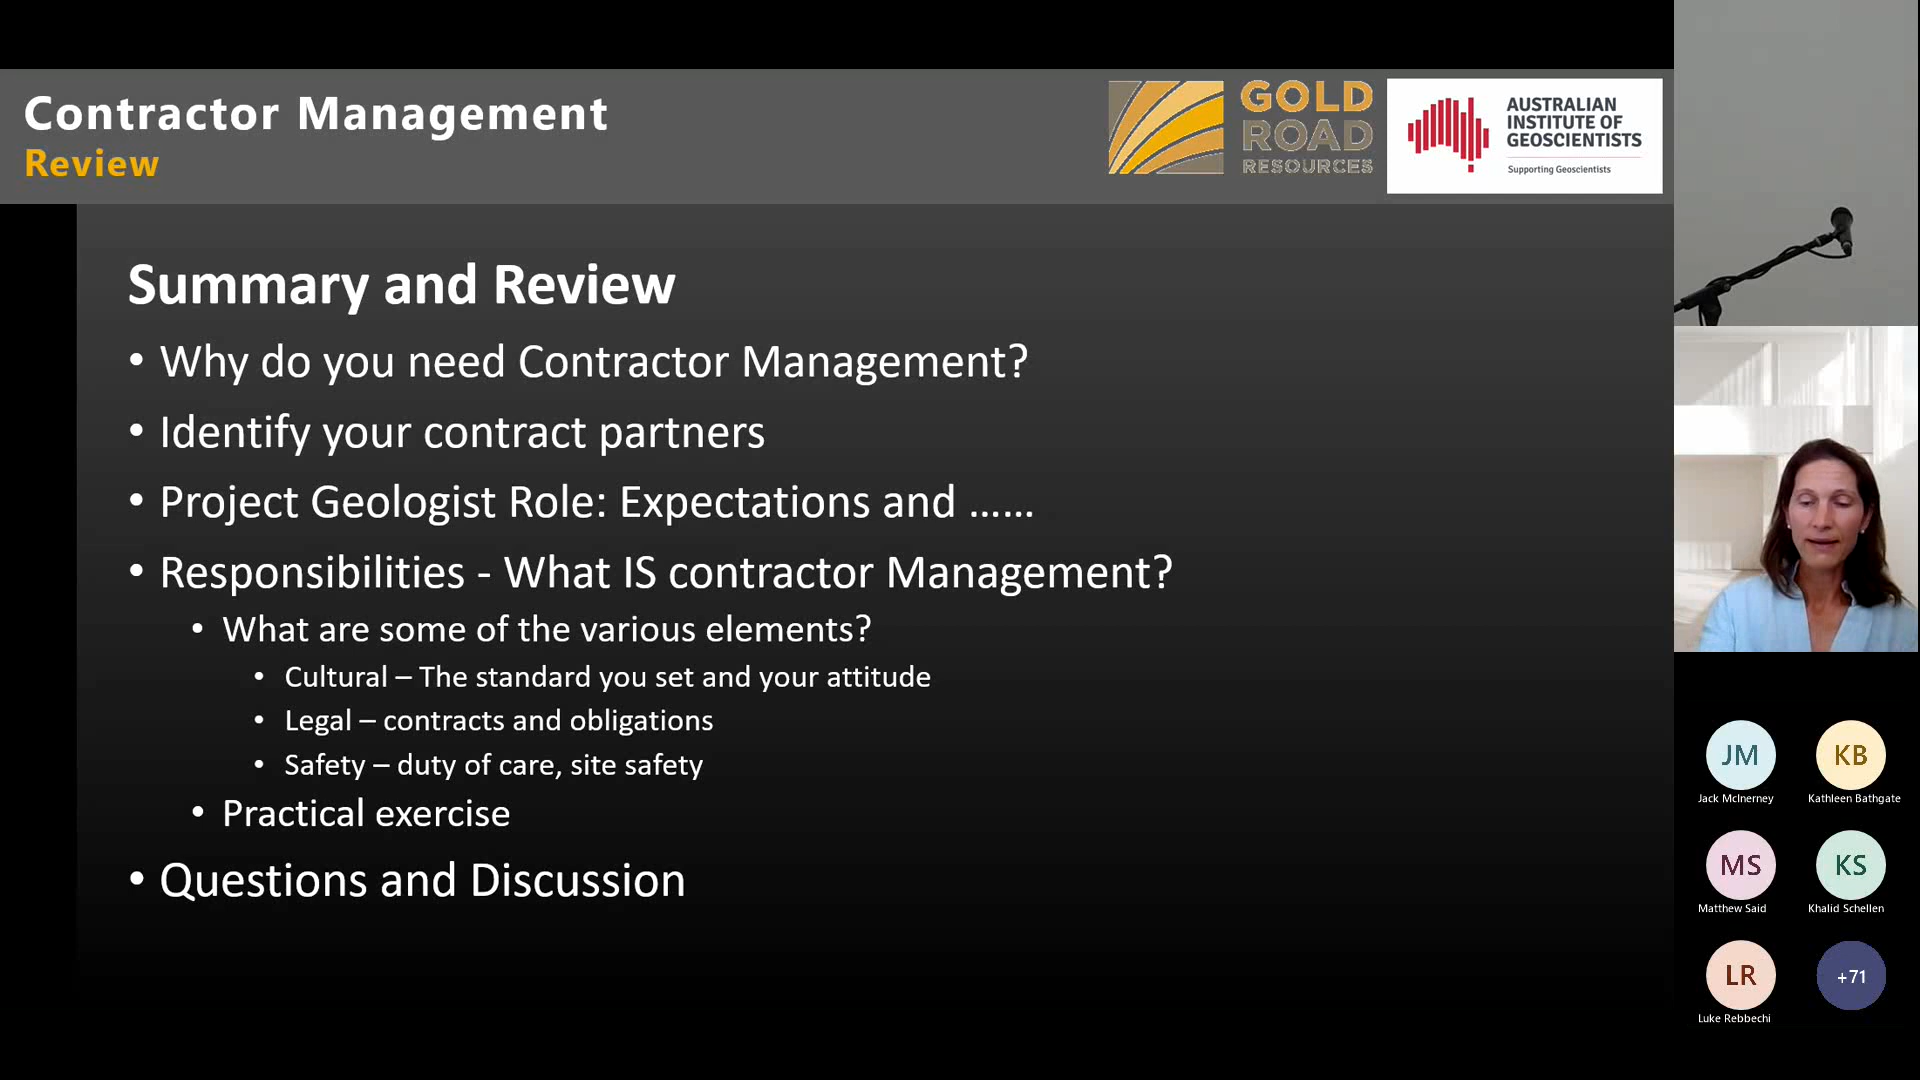 Contractor Management
Review
GOLD
ROAD
RESOURCES
AUSTRALIAN
INSTITUTE OF
GEOSCIENTISTS
Supporting Geoscientists
Summary and Review
• Why do you need Contractor Management?
• Identify your contract partners
• Project Geologist Role: Expectations and ......
• Responsibilities - What IS contractor Management?
• What are some of the various elements?
• Cultural – The standard you set and your attitude
• Legal – contracts and obligations
• Safety – duty of care, site safety
• Practical exercise
• Questions and Discussion
JM
KB
Jack McInerney
Kathleen Bathgate
MS
KS
Matthew Said
Khalid Schellen
LR
+71
Luke Rebbechi